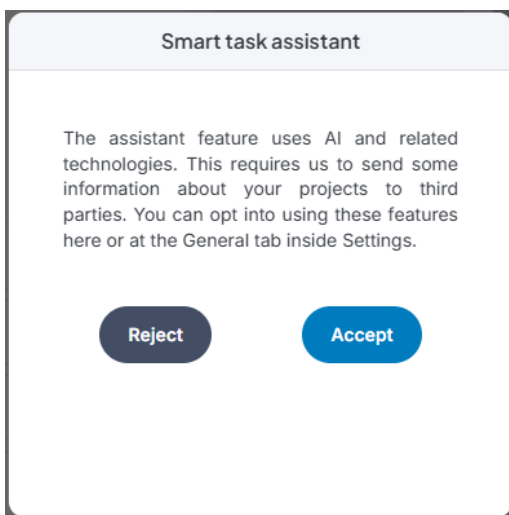 Smart task assistant
The assistant feature uses AI and related
technologies. This requires us to send some
information about your projects to third
parties. You can opt into using these features
here or at the General tab inside Settings.
Reject Accept